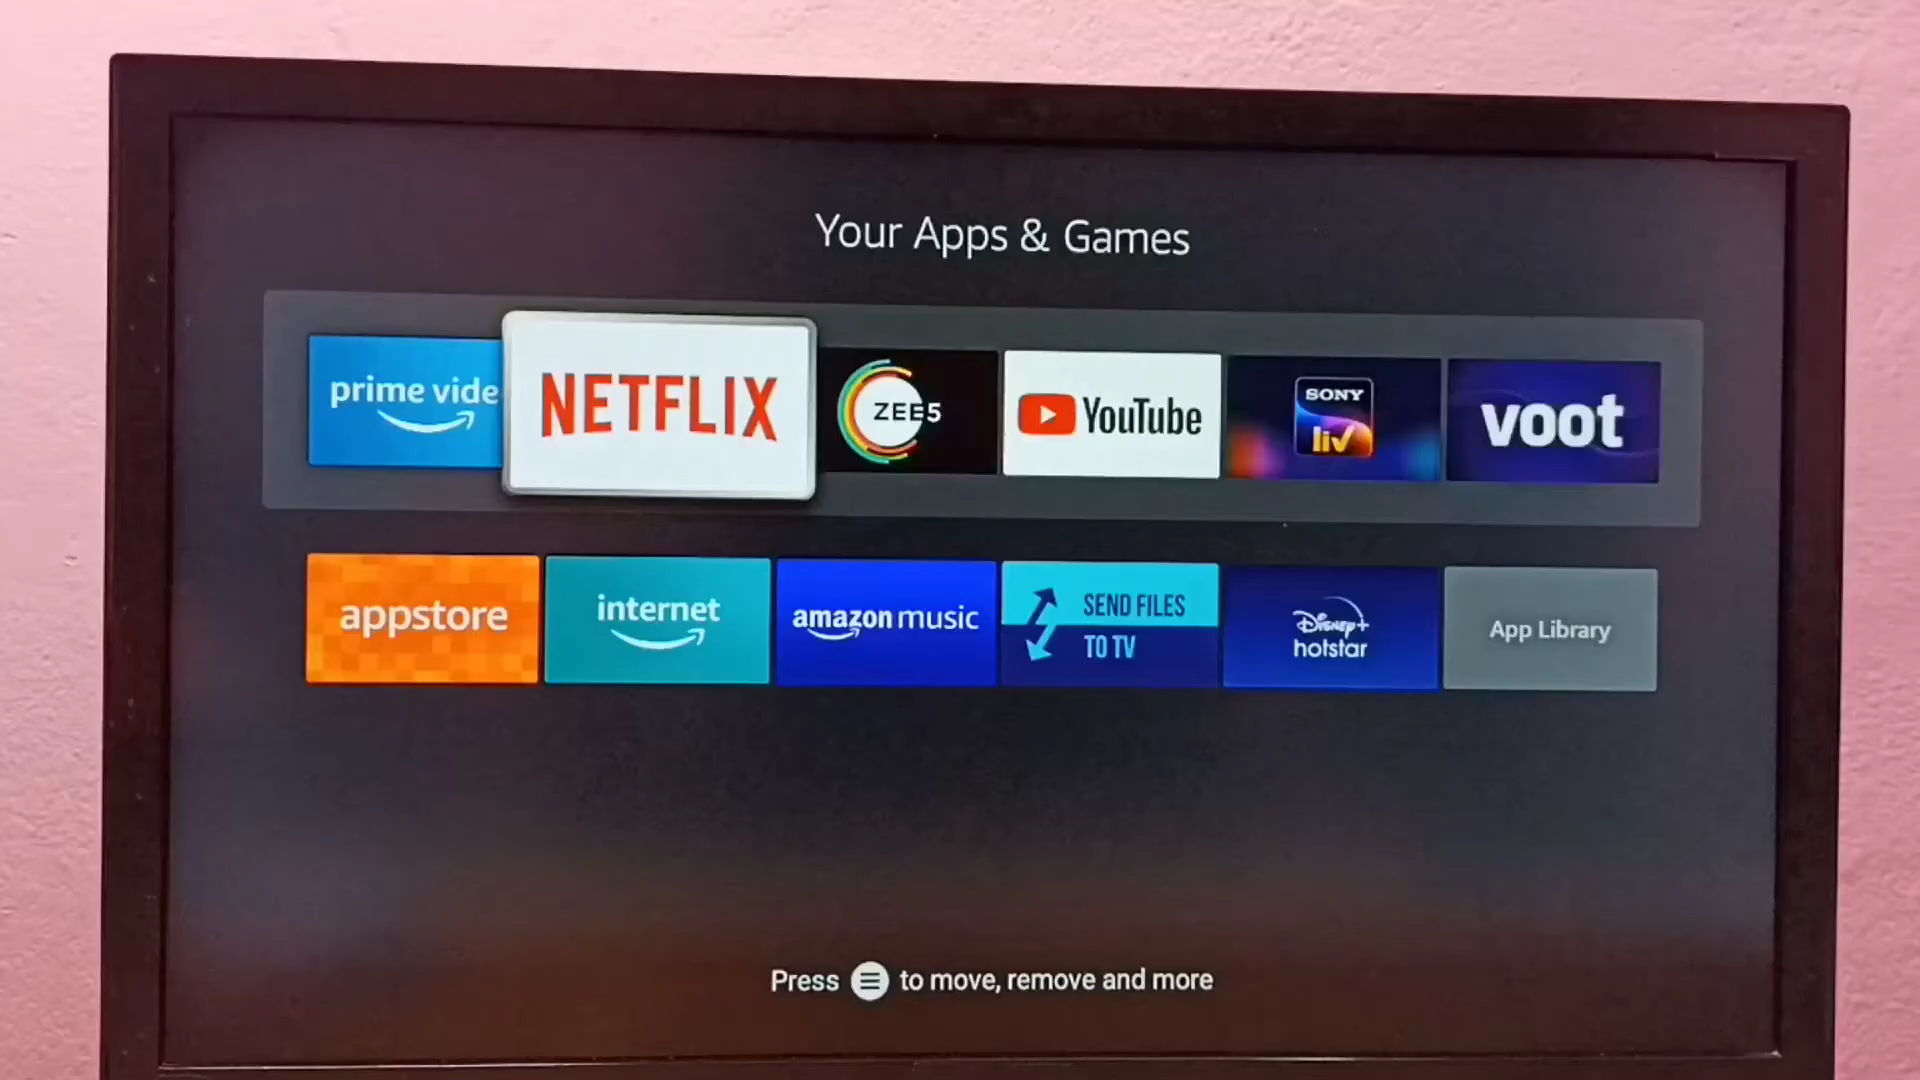 Your Apps & Games
prime vide
NETFLIX
ZEE5
YouTube
SONY
liv
voot
appstore
internet
amazon music
SEND FILES
TO TV
Disney+
hotstar
App Library
Press to move, remove and more